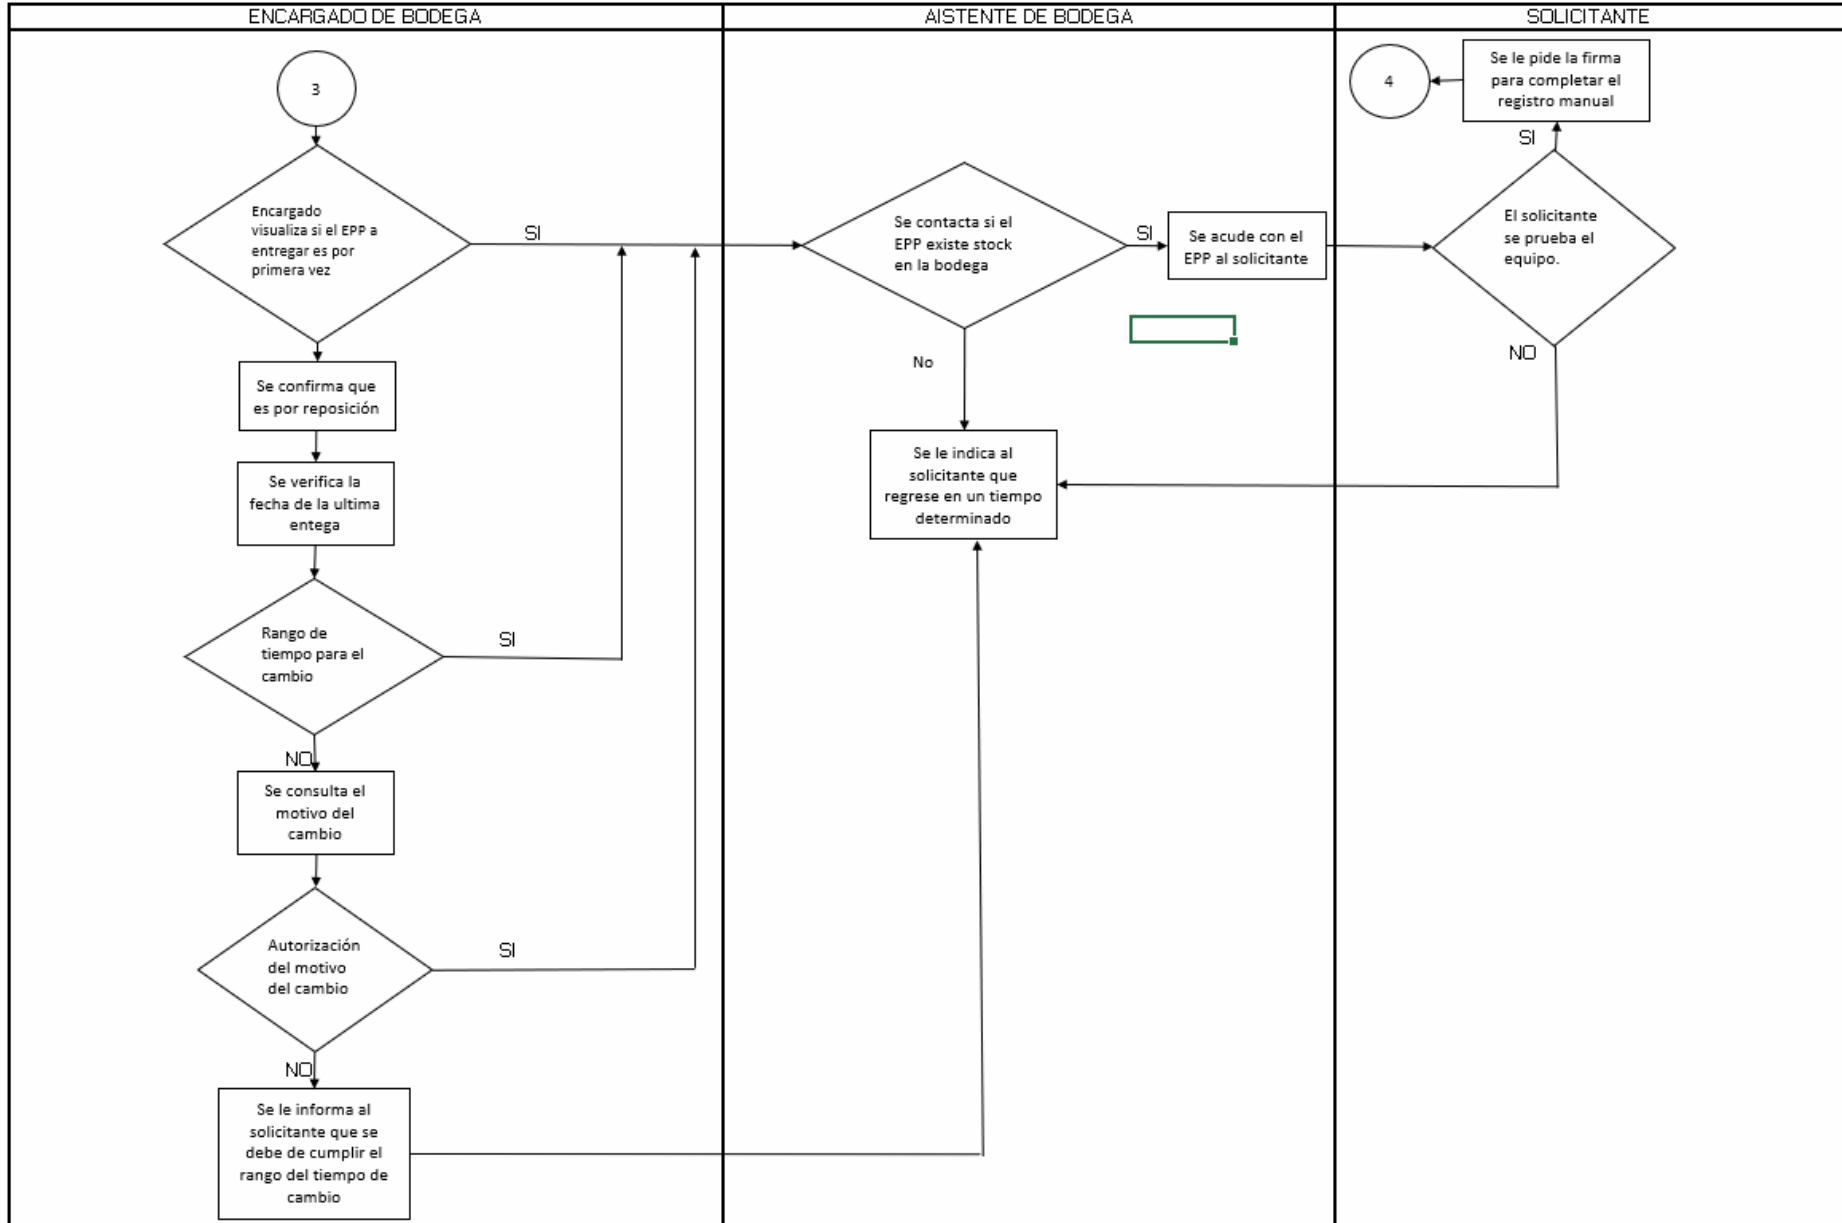 ENCARGADO DE BODEGA
AISTENTE DE BODEGA
SOLICITANTE
3
Encargado
visualiza si el EPP a
entregar es por
primera vez
SI
Se confirma que
es por reposición
Se verifica la
fecha de la ultima
entega
Rango de
tiempo para el
cambio
SI
NO
Se consulta el
motivo del
cambio
Autorización
del motivo
del cambio
SI
NO
Se le informa al
solicitante que se
debe de cumplir el
rango del tiempo de
cambio
Se contacta si el
EPP existe stock
en la bodega
SI
Se acude con el
EPP al solicitante
No
Se le indica al
solicitante que
regrese en un tiempo
determinado
4
Se le pide la firma
para completar el
registro manual
SI
El solicitante
se prueba el
equipo.
NO